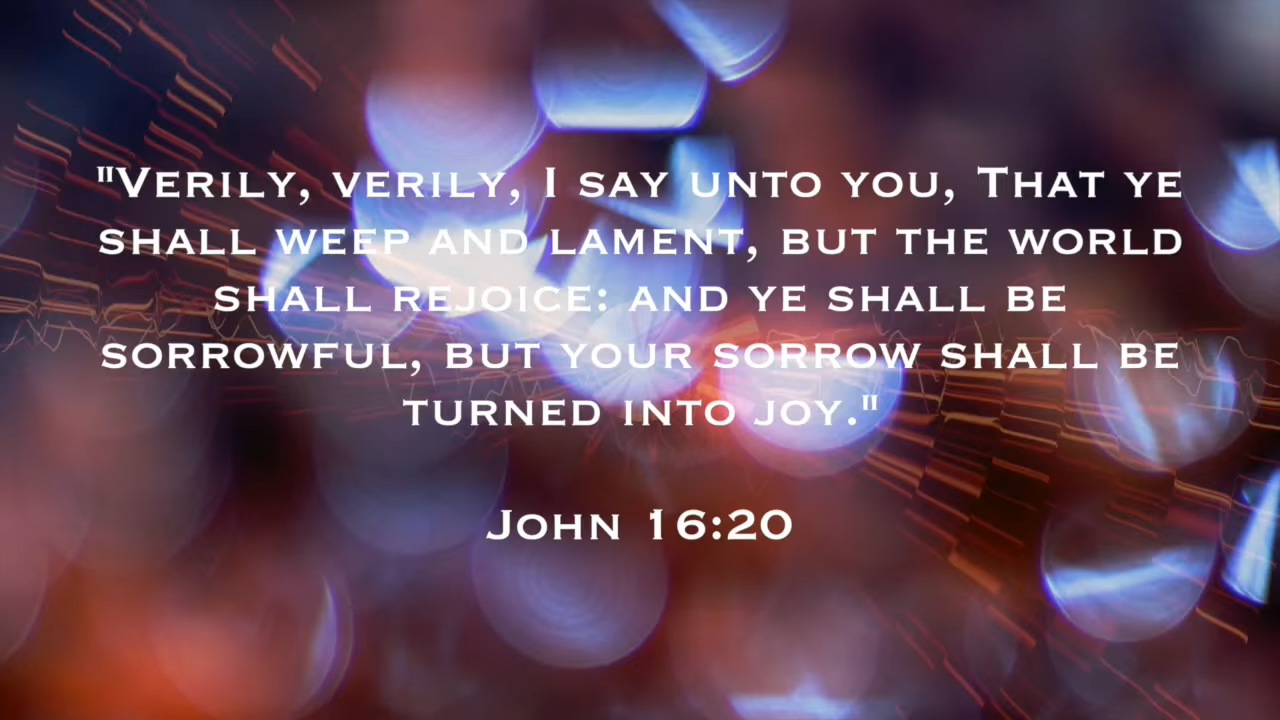 "Verily, verily, I say unto you, That ye
shall weep and lament, but the world
shall rejoice: and ye shall be
sorrowful, but your sorrow shall be
turned into joy."
John 16:20